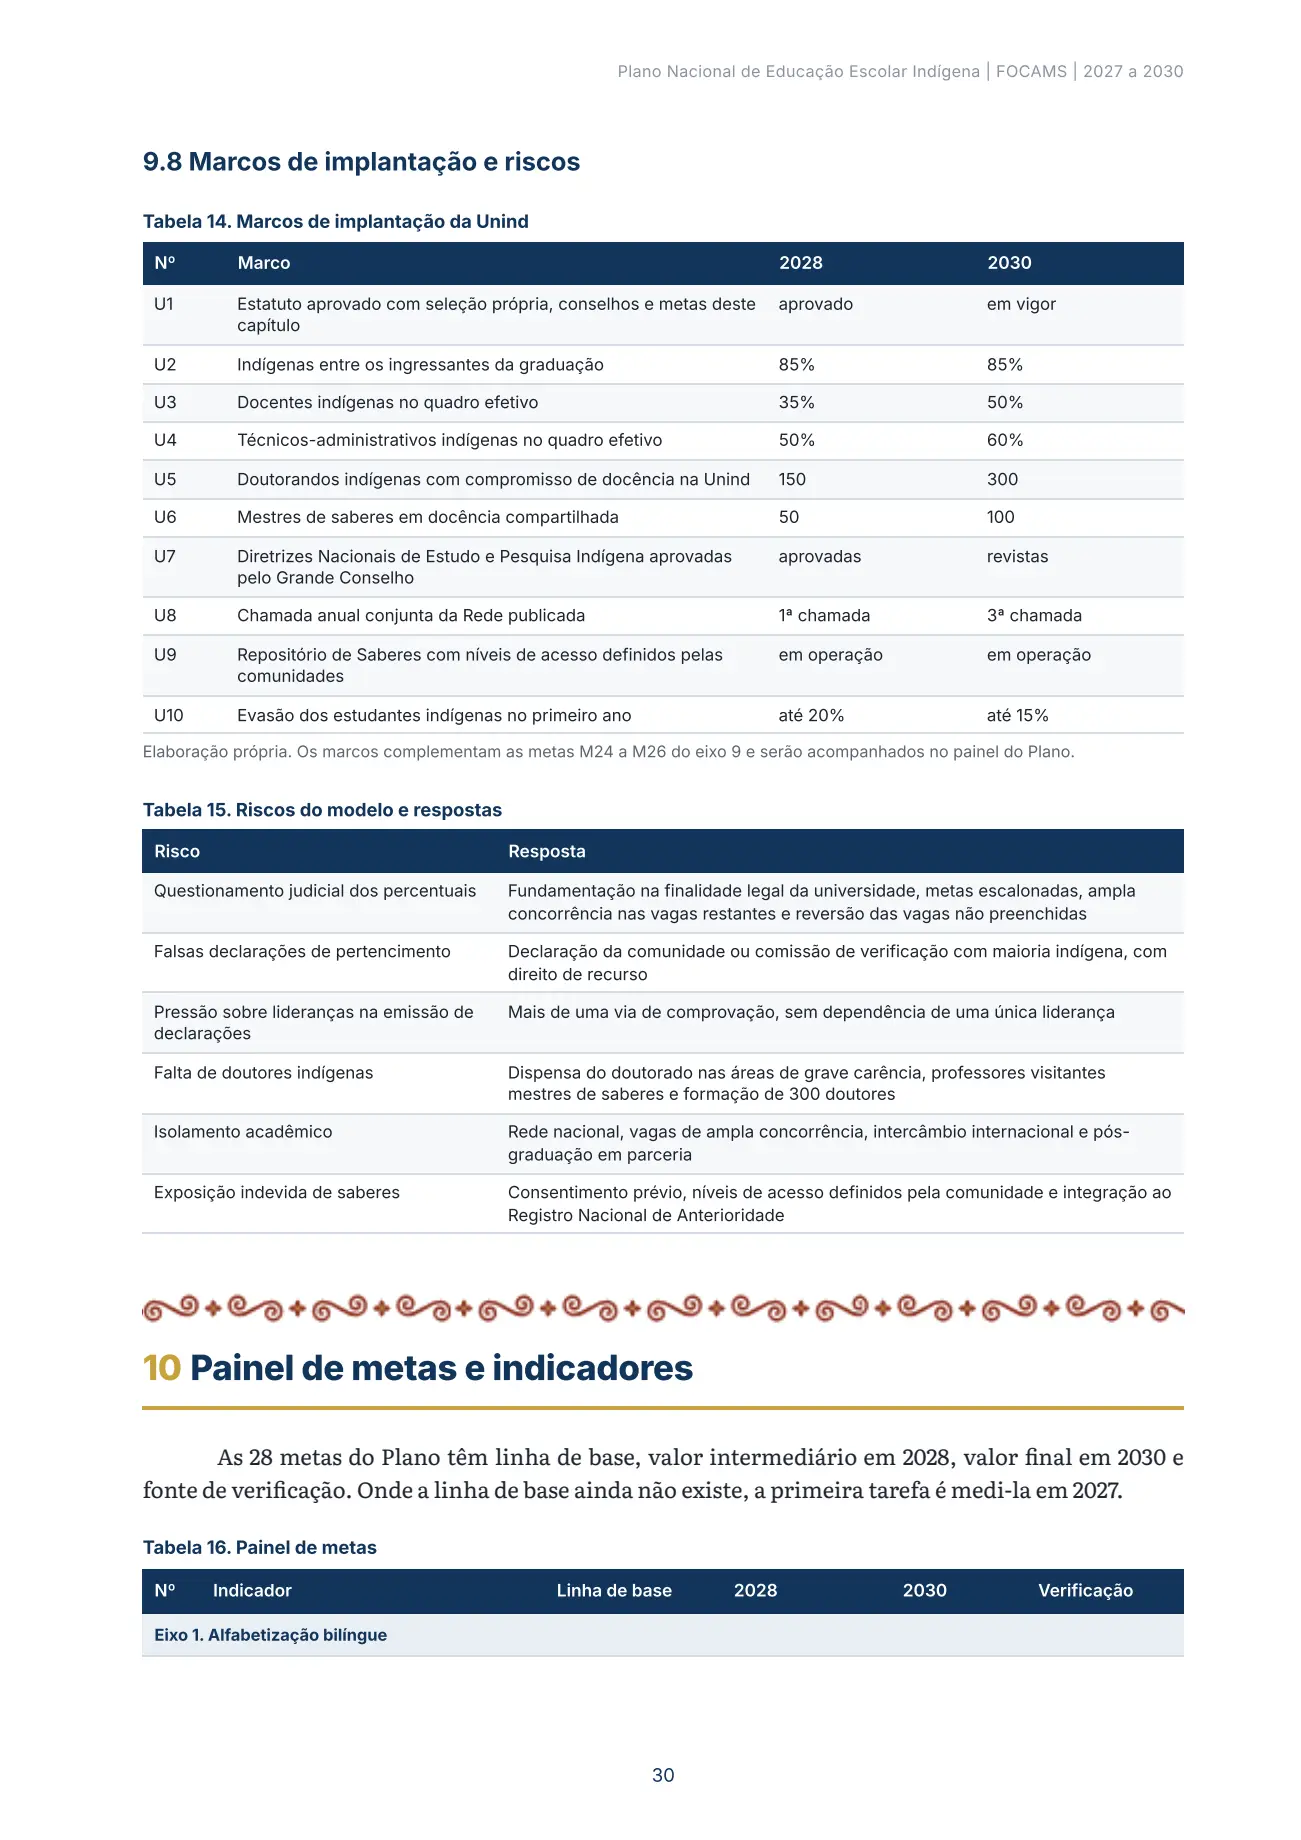 Plano Nacional de Educação Escolar Indígena | FOCAMS | 2027 a 2030
9.8 Marcos de implantação e riscos
Tabela 14. Marcos de implantação da Unind
Nº Marco 2028 2030
U1 Estatuto aprovado com seleção própria, conselhos e metas deste aprovado em vigor
capítulo
U2 Indígenas entre os ingressantes da graduação 85% 85%
U3 Docentes indígenas no quadro efetivo 35% 50%
U4 Técnicos-administrativos indígenas no quadro efetivo 50% 60%
U5 Doutorandos indígenas com compromisso de docência na Unind 150 300
U6 Mestres de saberes em docência compartilhada 50 100
U7 Diretrizes Nacionais de Estudo e Pesquisa Indígena aprovadas aprovadas revistas
pelo Grande Conselho
U8 Chamada anual conjunta da Rede publicada 1ª chamada 3ª chamada
U9 Repositório de Saberes com níveis de acesso definidos pelas em operação em operação
comunidades
U10 Evasão dos estudantes indígenas no primeiro ano até 20% até 15%
Elaboração própria. Os marcos complementam as metas M24 a M26 do eixo 9 e serão acompanhados no painel do Plano.
Tabela 15. Riscos do modelo e respostas
Risco Resposta
Questionamento judicial dos percentuais Fundamentação na finalidade legal da universidade, metas escalonadas, ampla
concorrência nas vagas restantes e reversão das vagas não preenchidas
Falsas declarações de pertencimento Declaração da comunidade ou comissão de verificação com maioria indígena, com
direito de recurso
Pressão sobre lideranças na emissão de Mais de uma via de comprovação, sem dependência de uma única liderança
declarações
Falta de doutores indígenas Dispensa do doutorado nas áreas de grave carência, professores visitantes
mestres de saberes e formação de 300 doutores
Isolamento acadêmico Rede nacional, vagas de ampla concorrência, intercâmbio internacional e pós-
graduação em parceria
Exposição indevida de saberes Consentimento prévio, níveis de acesso definidos pela comunidade e integração ao
Registro Nacional de Anterioridade
10 Painel de metas e indicadores
As 28 metas do Plano têm linha de base, valor intermediário em 2028, valor final em 2030 e
fonte de verificação. Onde a linha de base ainda não existe, a primeira tarefa é medi-la em 2027.
Tabela 16. Painel de metas
Nº Indicador Linha de base 2028 2030 Verificação
Eixo 1. Alfabetização bilíngue
30